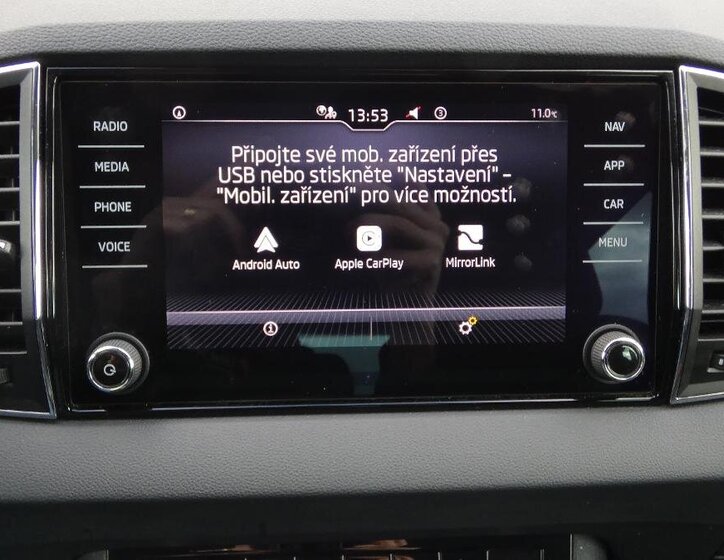 RADIO
MEDIA
PHONE
VOICE
13:53
3
11.0°C
Připojte své mob. zařízení přes
USB nebo stiskněte "Nastavení" –
"Mobil. zařízení" pro více možností.
Android Auto
Apple CarPlay
MirrorLink
NAV
APP
CAR
MENU